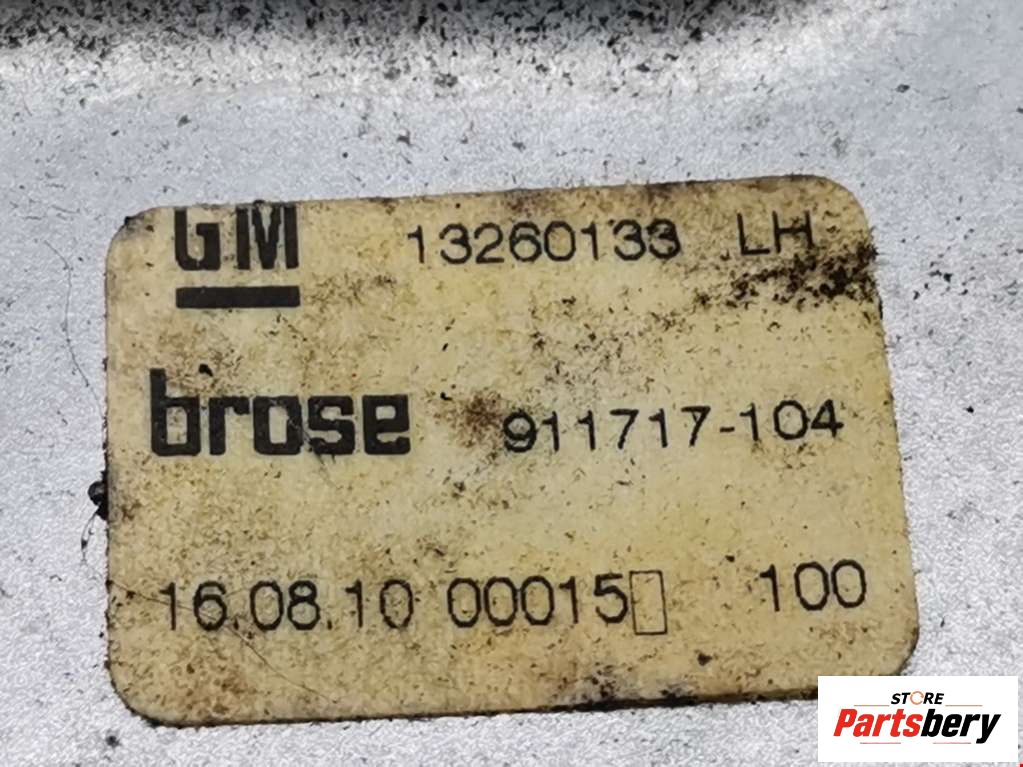 GM 13260133 LH
brose 911717-104
16.08.10 00015▯ 100
STORE
Partsbery